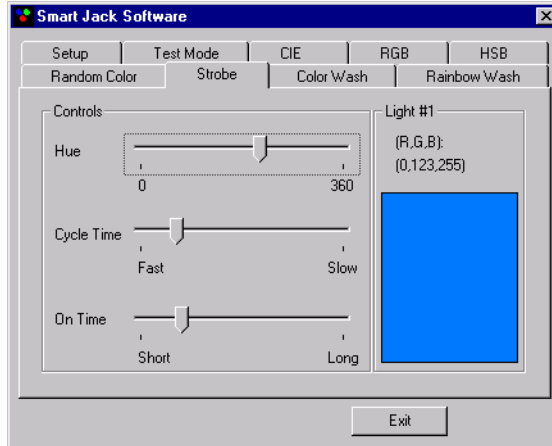 Smart Jack Software
Setup Test Mode CIE RGB HSB
Random Color Strobe Color Wash Rainbow Wash
Controls
Hue
0 360
Cycle Time
Fast Slow
On Time
Short Long
Light #1
(R,G,B):
(0,123,255)
Exit